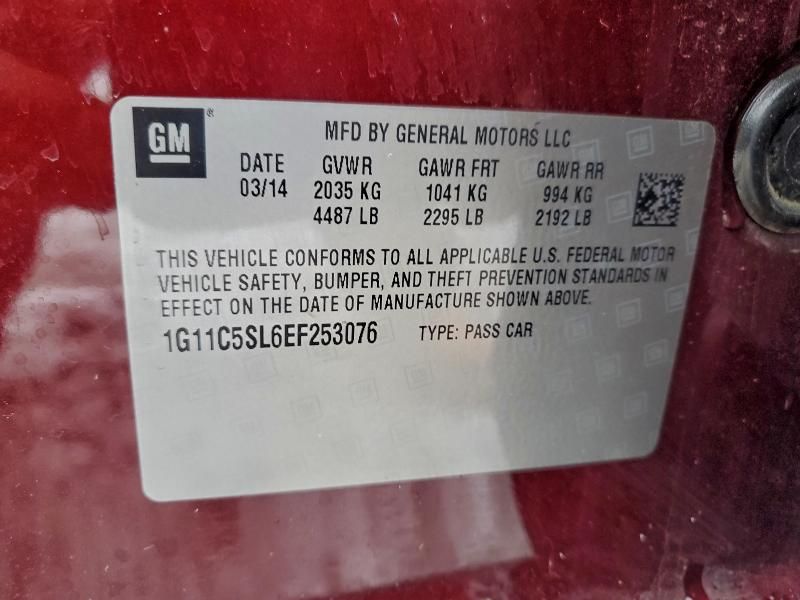 GM®
MFD BY GENERAL MOTORS LLC
DATE GVWR GAWR FRT GAWR RR
03/14 2035 KG 1041 KG 994 KG
4487 LB 2295 LB 2192 LB
THIS VEHICLE CONFORMS TO ALL APPLICABLE U.S. FEDERAL MOTOR
VEHICLE SAFETY, BUMPER, AND THEFT PREVENTION STANDARDS IN
EFFECT ON THE DATE OF MANUFACTURE SHOWN ABOVE.
1G11C5SL6EF253076 TYPE: PASS CAR